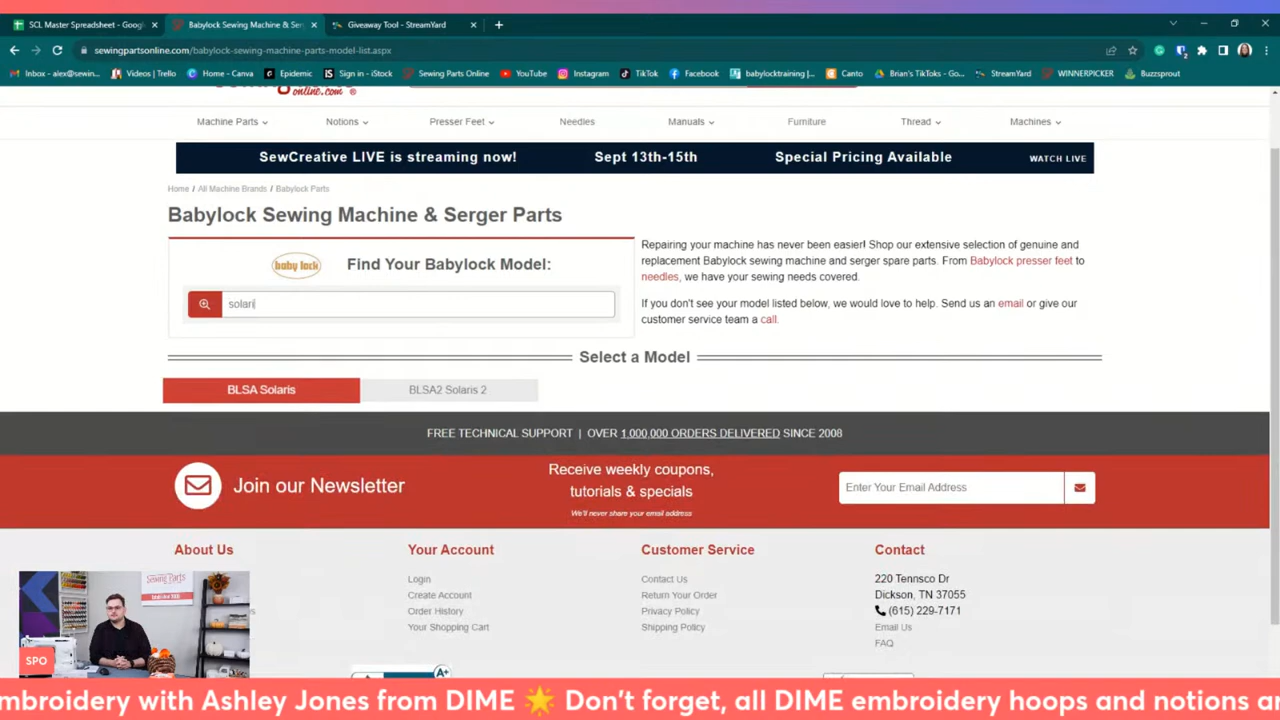 SCL Master Spreadsheet - Google
Babylock Sewing Machine & Ser
Giveaway Tool - StreamYard
sewingpartsonline.com/babylock-sewing-machine-parts-model-list.aspx
Inbox - alex@sewin... Videos | Trello Home - Canva Epidemic Sign in - iStock Sewing Parts Online YouTube Instagram TikTok Facebook babylocktraining |... Canto Brian's TikToks - Go... StreamYard WINNERPICKER Buzzsprout
online.com®
Machine Parts Notions Presser Feet Needles Manuals Furniture Thread Machines
SewCreative LIVE is streaming now! Sept 13th-15th Special Pricing Available WATCH LIVE
Home / All Machine Brands / Babylock Parts
Babylock Sewing Machine & Serger Parts
baby lock Find Your Babylock Model:
solari
Repairing your machine has never been easier! Shop our extensive selection of genuine and
replacement Babylock sewing machine and serger spare parts. From Babylock presser feet to
needles, we have your sewing needs covered.
If you don't see your model listed below, we would love to help. Send us an email or give our
customer service team a call.
Select a Model
BLSA Solaris BLSA2 Solaris 2
FREE TECHNICAL SUPPORT | OVER 1,000,000 ORDERS DELIVERED SINCE 2008
Join our Newsletter
Receive weekly coupons,
tutorials & specials
We'll never share your email address
Enter Your Email Address
About Us
Your Account
Login
Create Account
Order History
Your Shopping Cart
Customer Service
Contact Us
Return Your Order
Privacy Policy
Shipping Policy
Contact
220 Tennsco Dr
Dickson, TN 37055
(615) 229-7171
Email Us
FAQ
Sewing Parts
SPO
A+
embroidery with Ashley Jones from DIME 🌟 Don't forget, all DIME embroidery hoops and notions a